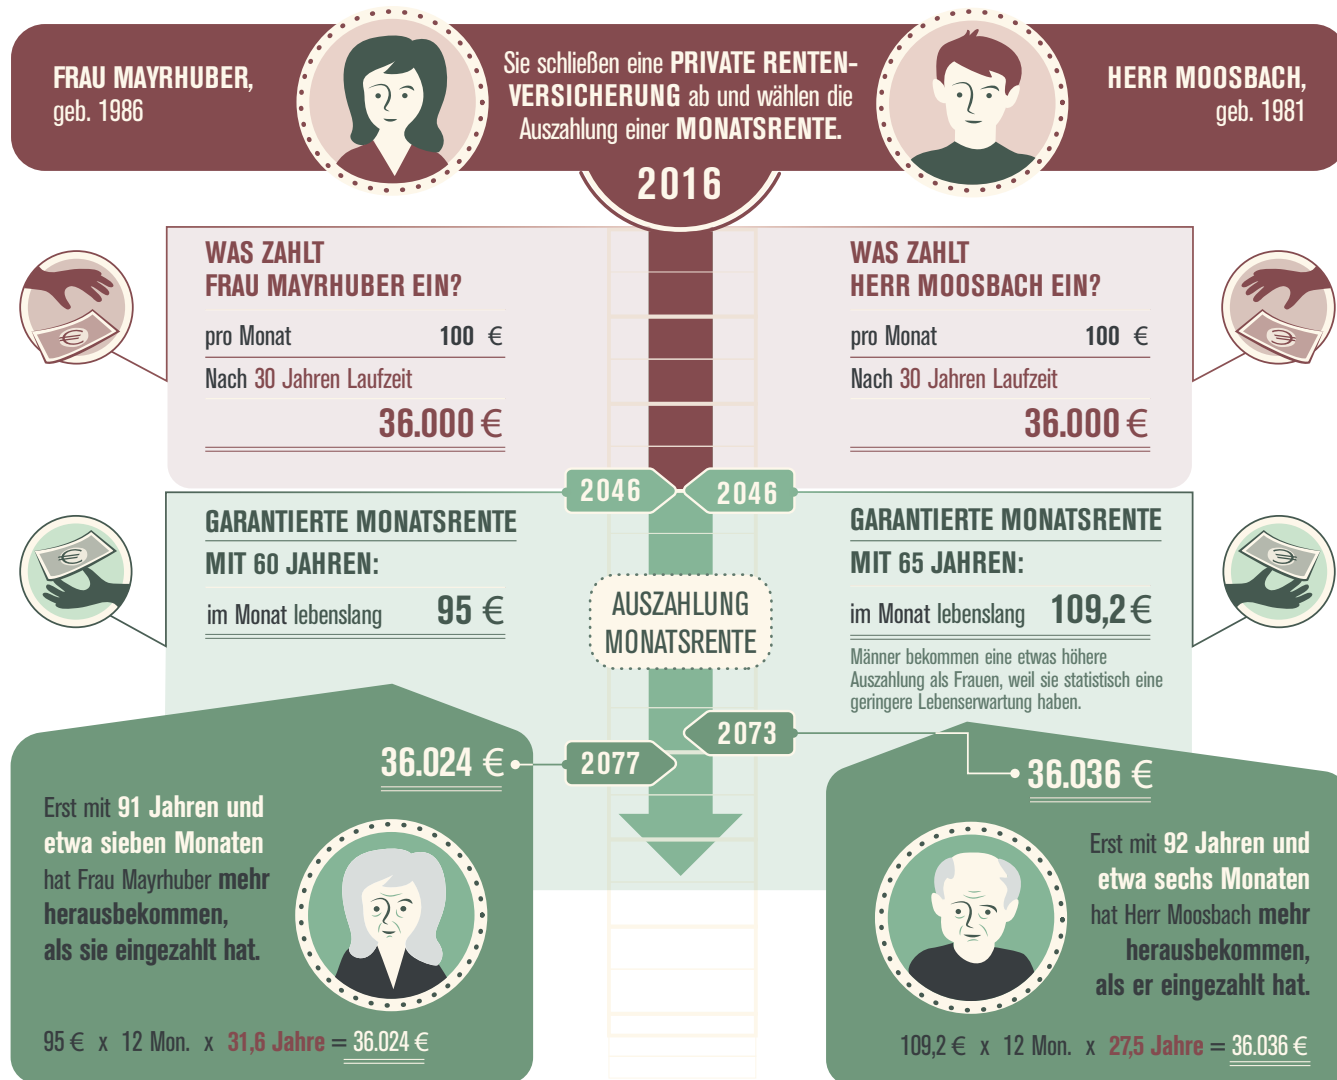 FRAU MAYRHUBER,
geb. 1986
Sie schließen eine PRIVATE RENTEN-
VERSICHERUNG ab und wählen die
Auszahlung einer MONATSRENTE.
2016
HERR MOOSBACH,
geb. 1981
WAS ZAHLT
FRAU MAYRHUBER EIN?
pro Monat 100 €
Nach 30 Jahren Laufzeit
36.000 €
WAS ZAHLT
HERR MOOSBACH EIN?
pro Monat 100 €
Nach 30 Jahren Laufzeit
36.000 €
2046
2046
GARANTIERTE MONATSRENTE
MIT 60 JAHREN:
im Monat lebenslang 95 €
AUSZAHLUNG
MONATSRENTE
GARANTIERTE MONATSRENTE
MIT 65 JAHREN:
im Monat lebenslang 109,2 €
Männer bekommen eine etwas höhere
Auszahlung als Frauen, weil sie statistisch eine
geringere Lebenserwartung haben.
2073
2077
36.024 €
Erst mit 91 Jahren und
etwa sieben Monaten
hat Frau Mayrhuber mehr
herausbekommen,
als sie eingezahlt hat.
95 € x 12 Mon. x 31,6 Jahre = 36.024 €
36.036 €
Erst mit 92 Jahren und
etwa sechs Monaten
hat Herr Moosbach mehr
herausbekommen,
als er eingezahlt hat.
109,2 € x 12 Mon. x 27,5 Jahre = 36.036 €